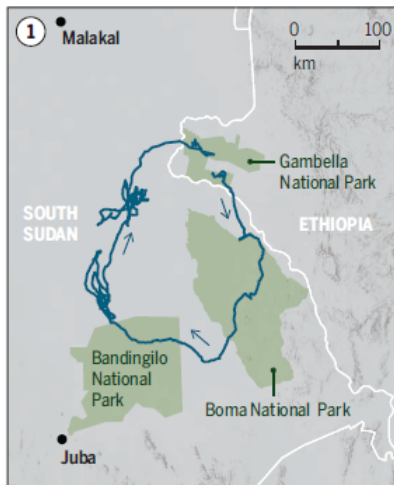 1
Malakal
0 100
km
Gambella
National Park
SOUTH
SUDAN
ETHIOPIA
Bandingilo
National
Park
Boma National Park
Juba